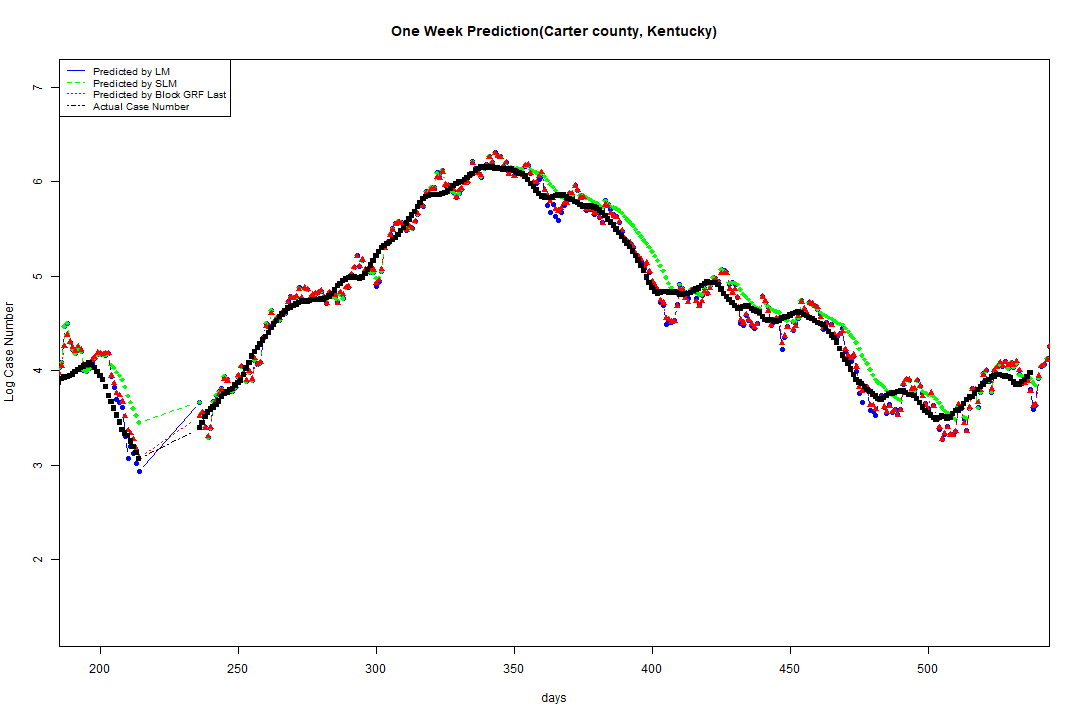 One Week Prediction(Carter county, Kentucky)
Predicted by LM
Predicted by SLM
Predicted by Block GRF Last
Actual Case Number
7
6
5
4
3
2
Log Case Number
200 250 300 350 400 450 500
days